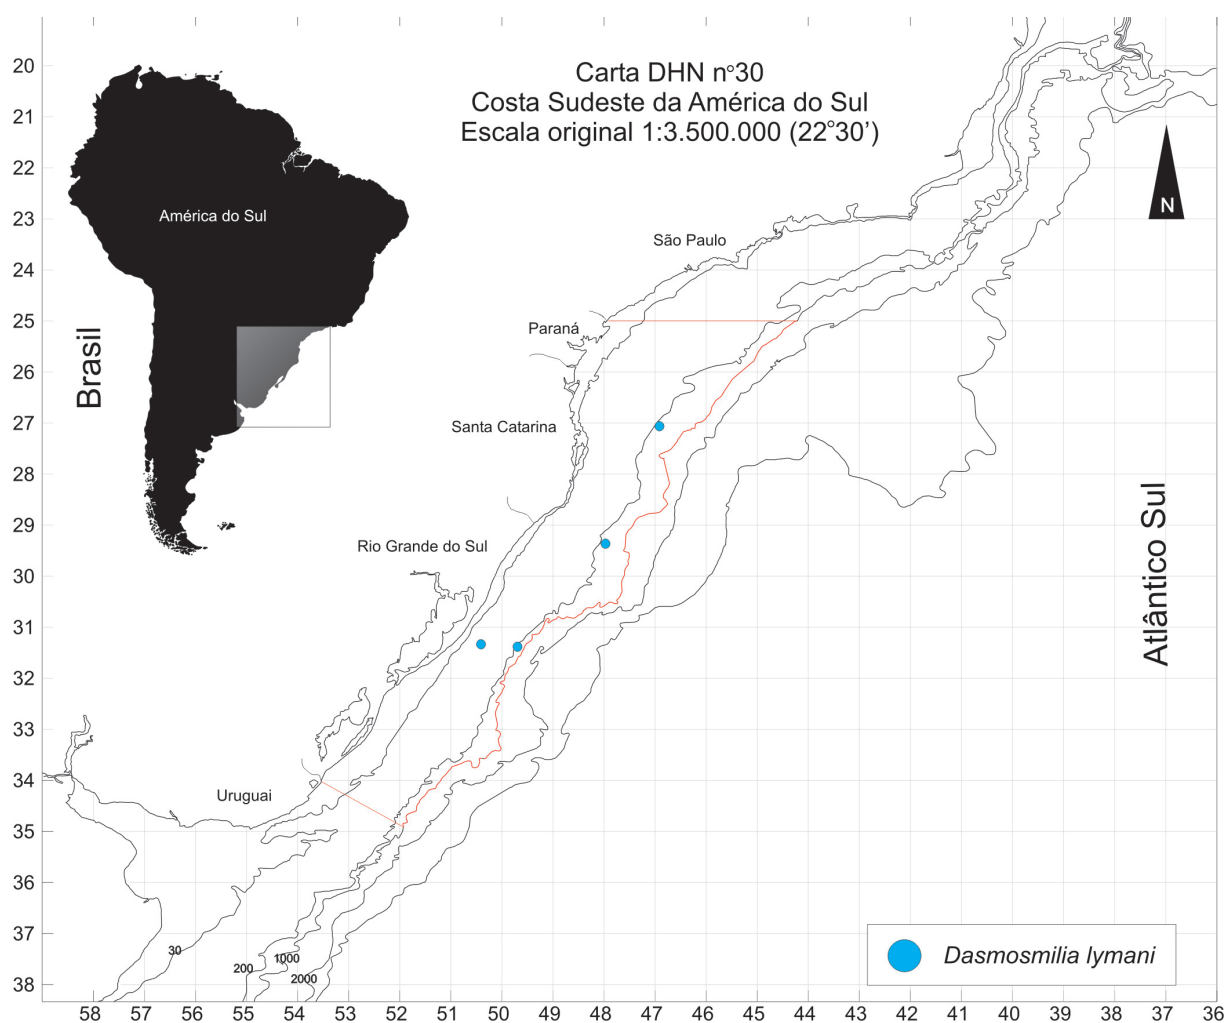 Carta DHN nº30
Costa Sudeste da América do Sul
Escala original 1:3.500.000 (22°30’)
20
21
22
23
24
25
26
27
28
29
30
31
32
33
34
35
36
37
38
América do Sul
Brasil
N
São Paulo
Paraná
Santa Catarina
Rio Grande do Sul
Uruguai
Atlântico Sul
30
200
1000
2000
Dasmosmilia lymani
58 57 56 55 54 53 52 51 50 49 48 47 46 45 44 43 42 41 40 39 38 37 36